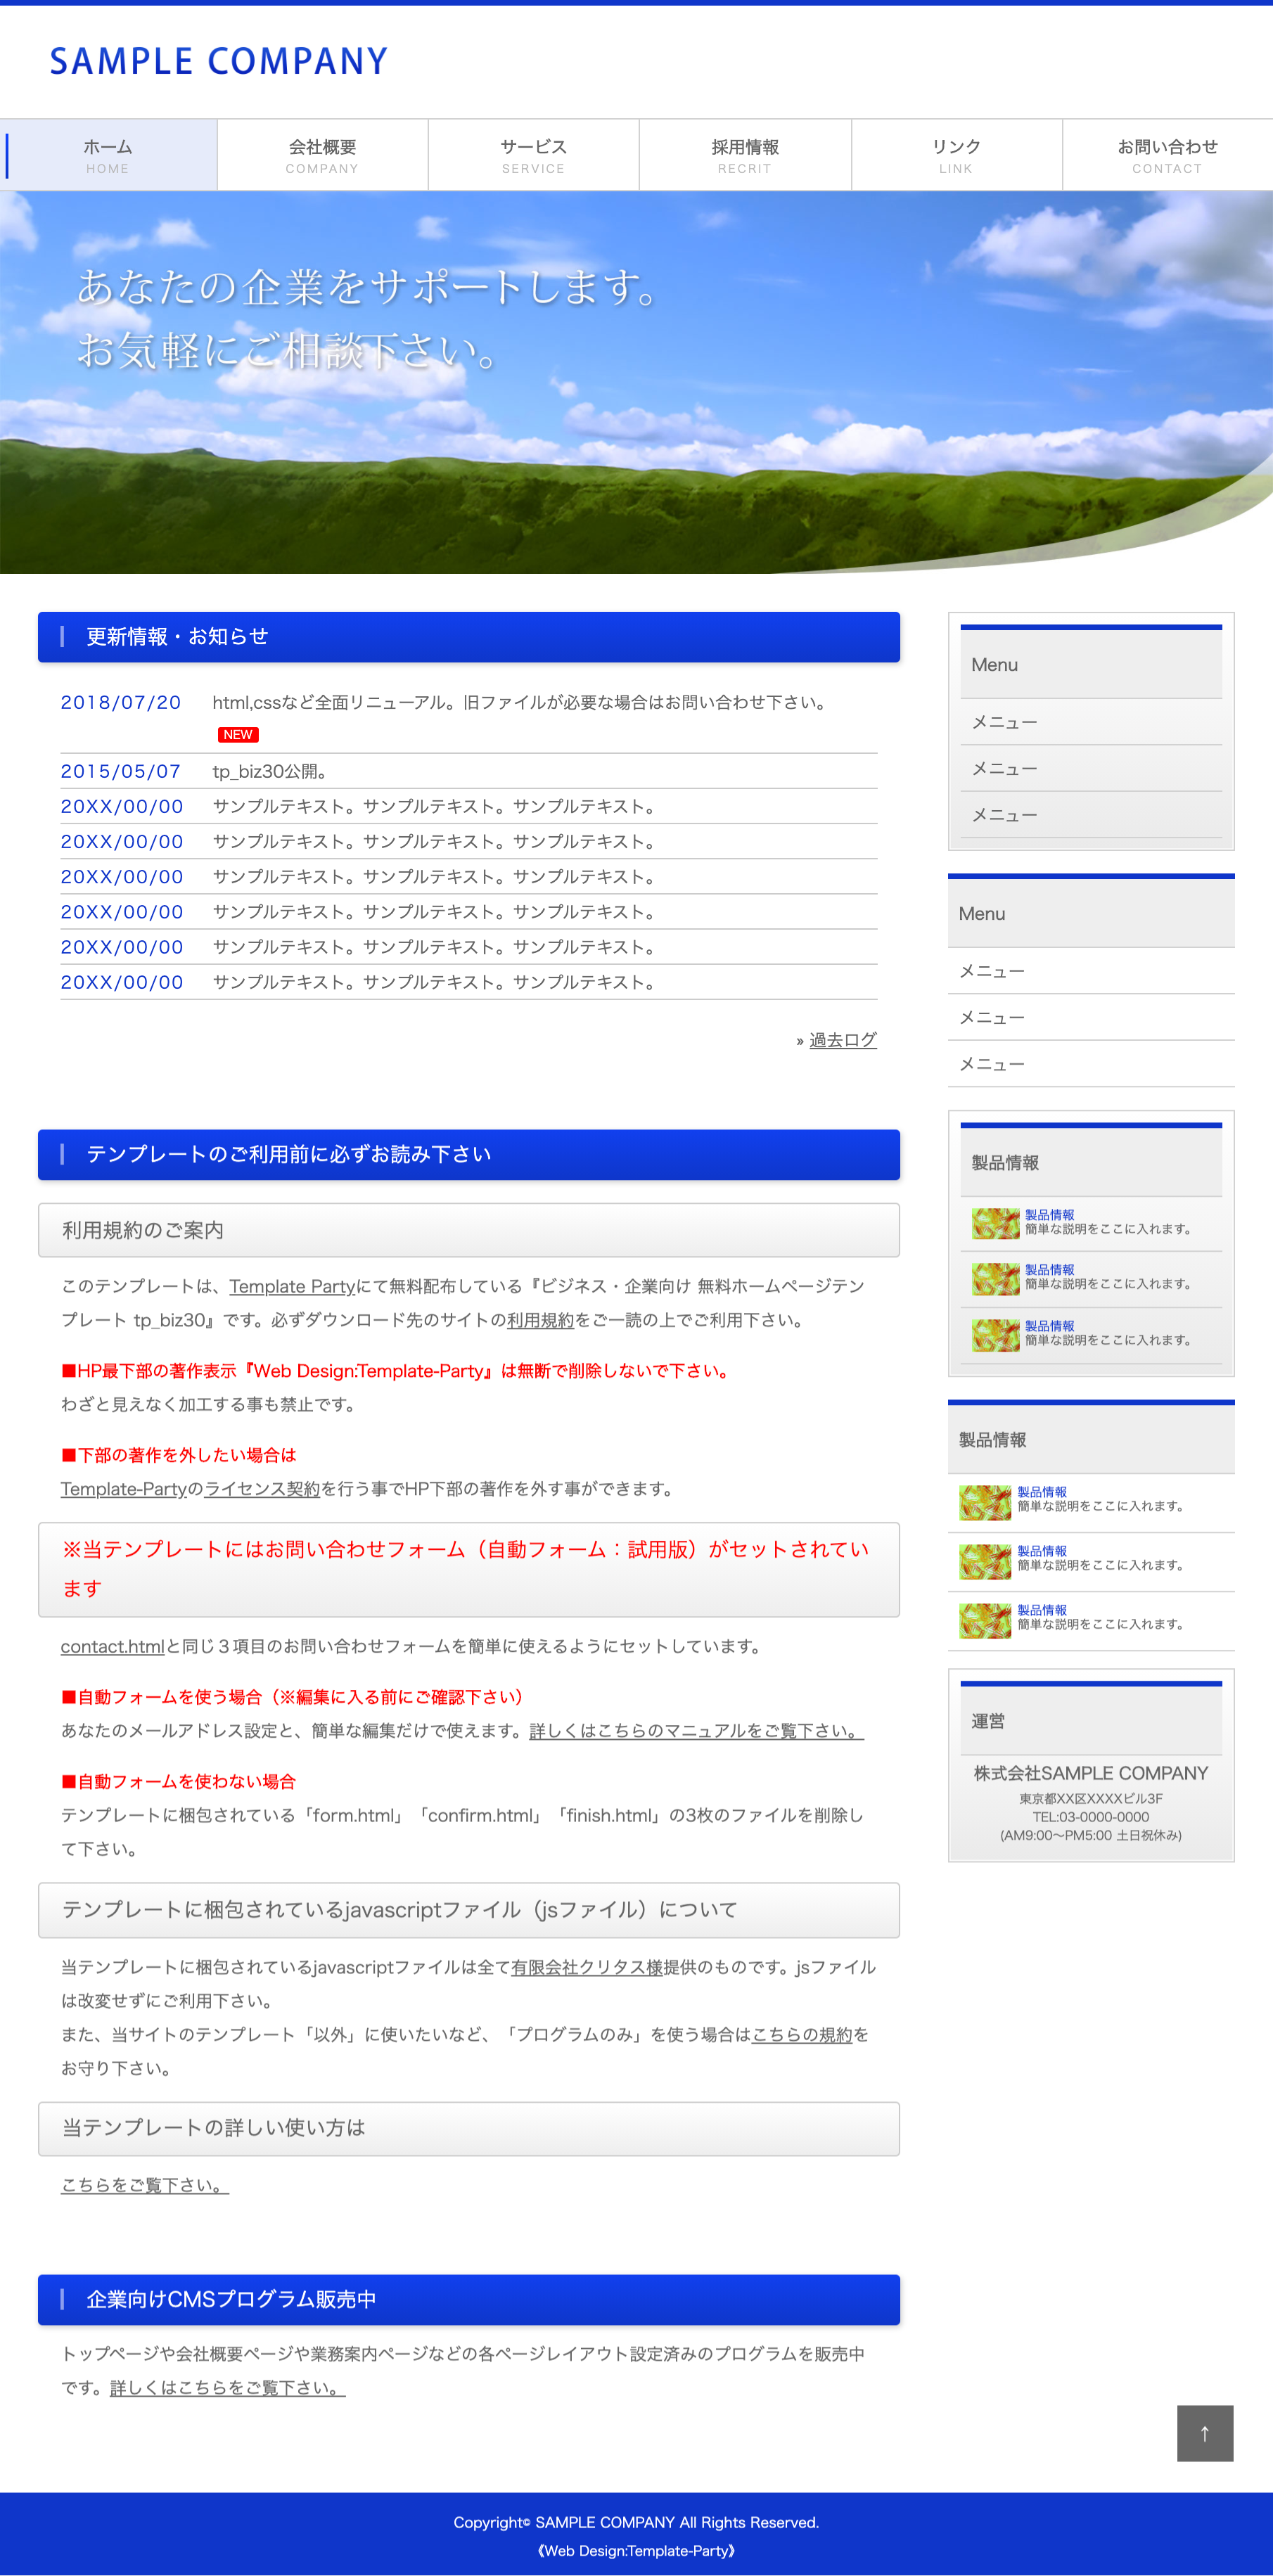 SAMPLE COMPANY
ホーム
HOME
会社概要
COMPANY
サービス
SERVICE
採用情報
RECRIT
リンク
LINK
お問い合わせ
CONTACT
あなたの企業をサポートします。
お気軽にご相談下さい。
更新情報・お知らせ
2018/07/20 html,cssなど全面リニューアル。旧ファイルが必要な場合はお問い合わせ下さい。
NEW
2015/05/07 tp_biz30公開。
20XX/00/00 サンプルテキスト。サンプルテキスト。サンプルテキスト。
20XX/00/00 サンプルテキスト。サンプルテキスト。サンプルテキスト。
20XX/00/00 サンプルテキスト。サンプルテキスト。サンプルテキスト。
20XX/00/00 サンプルテキスト。サンプルテキスト。サンプルテキスト。
20XX/00/00 サンプルテキスト。サンプルテキスト。サンプルテキスト。
20XX/00/00 サンプルテキスト。サンプルテキスト。サンプルテキスト。
» 過去ログ
テンプレートのご利用前に必ずお読み下さい
利用規約のご案内
このテンプレートは、Template Partyにて無料配布している『ビジネス・企業向け 無料ホームページテン
プレート tp_biz30』です。必ずダウンロード先のサイトの利用規約をご一読の上でご利用下さい。
■HP最下部の著作表示『Web Design:Template-Party』は無断で削除しないで下さい。
わざと見えなく加工する事も禁止です。
■下部の著作を外したい場合は
Template-Partyのライセンス契約を行う事でHP下部の著作を外す事ができます。
※当テンプレートにはお問い合わせフォーム（自動フォーム：試用版）がセットされてい
ます
contact.htmlと同じ３項目のお問い合わせフォームを簡単に使えるようにセットしています。
■自動フォームを使う場合（※編集に入る前にご確認下さい）
あなたのメールアドレス設定と、簡単な編集だけで使えます。詳しくはこちらのマニュアルをご覧下さい。
■自動フォームを使わない場合
テンプレートに梱包されている「form.html」「confirm.html」「finish.html」の3枚のファイルを削除し
て下さい。
テンプレートに梱包されているjavascriptファイル（jsファイル）について
当テンプレートに梱包されているjavascriptファイルは全て有限会社クリタス様提供のものです。jsファイル
は改変せずにご利用下さい。
また、当サイトのテンプレート「以外」に使いたいなど、「プログラムのみ」を使う場合はこちらの規約を
お守り下さい。
当テンプレートの詳しい使い方は
こちらをご覧下さい。
企業向けCMSプログラム販売中
トップページや会社概要ページや業務案内ページなどの各ページレイアウト設定済みのプログラムを販売中
です。詳しくはこちらをご覧下さい。
Menu
メニュー
メニュー
メニュー
Menu
メニュー
メニュー
メニュー
製品情報
製品情報
簡単な説明をここに入れます。
製品情報
簡単な説明をここに入れます。
製品情報
簡単な説明をここに入れます。
製品情報
製品情報
簡単な説明をここに入れます。
製品情報
簡単な説明をここに入れます。
製品情報
簡単な説明をここに入れます。
運営
株式会社SAMPLE COMPANY
東京都XX区XXXXビル3F
TEL:03-0000-0000
(AM9:00〜PM5:00 土日祝休み)
↑
Copyright© SAMPLE COMPANY All Rights Reserved.
《Web Design:Template-Party》